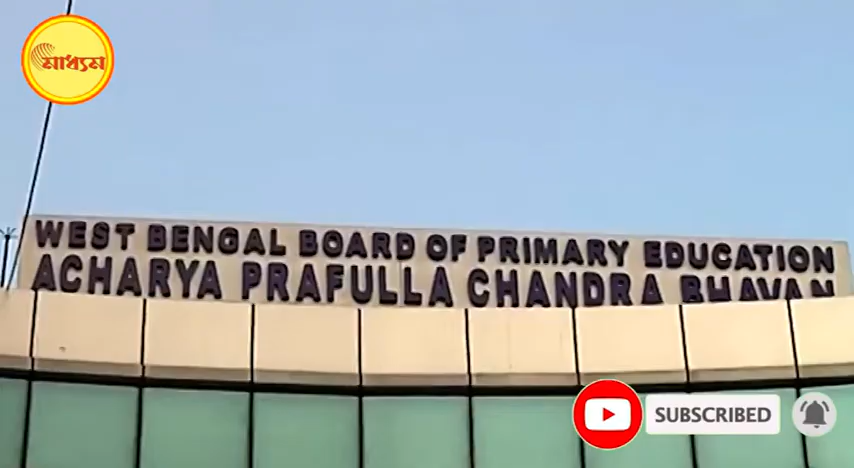 মাধ্যম
WEST BENGAL BOARD OF PRIMARY EDUCATION
ACHARYA PRAFULLA CHANDRA BHAVAN
SUBSCRIBED